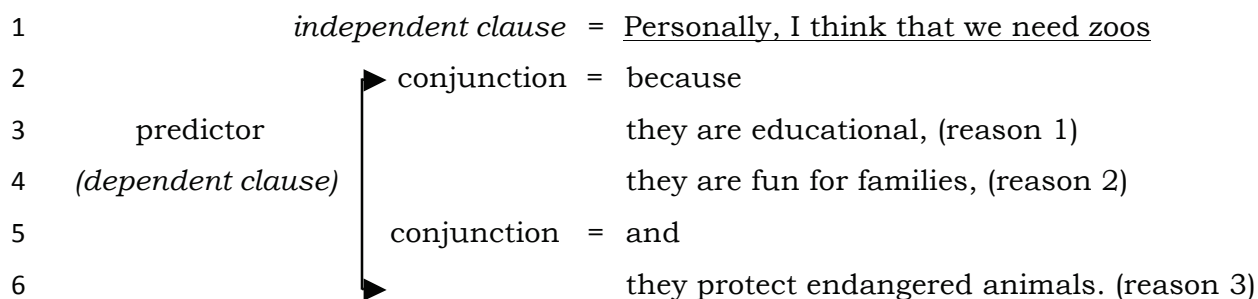 1 independent clause = Personally, I think that we need zoos
2 conjunction = because
3 predictor they are educational, (reason 1)
4 (dependent clause) they are fun for families, (reason 2)
5 conjunction = and
6 they protect endangered animals. (reason 3)